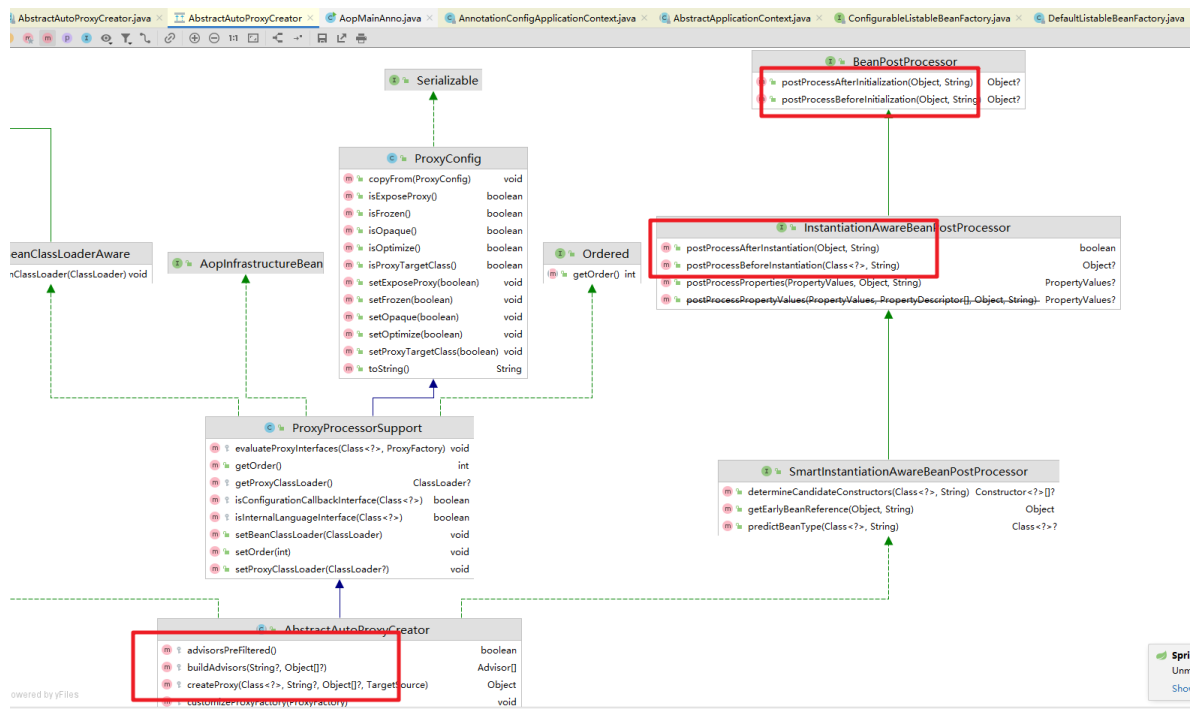 AbstractAutoProxyCreator.java × AbstractAutoProxyCreator × AopMainAnno.java × AnnotationConfigApplicationContext.java × AbstractApplicationContext.java × ConfigurableListableBeanFactory.java × DefaultListableBeanFactory.java
1:1
BeanPostProcessor
postProcessAfterInitialization(Object, String) Object?
postProcessBeforeInitialization(Object, String) Object?
Serializable
ProxyConfig
copyFrom(ProxyConfig) void
isExposeProxy() boolean
isFrozen() boolean
isOpaque() boolean
isOptimize() boolean
isProxyTargetClass() boolean
setExposeProxy(boolean) void
setFrozen(boolean) void
setOpaque(boolean) void
setOptimize(boolean) void
setProxyTargetClass(boolean) void
toString() String
eanClassLoaderAware
nClassLoader(ClassLoader) void
AopInfrastructureBean
Ordered
getOrder() int
InstantiationAwareBeanPostProcessor
postProcessAfterInstantiation(Object, String) boolean
postProcessBeforeInstantiation(Class<?>, String) Object?
postProcessProperties(PropertyValues, Object, String) PropertyValues?
postProcessPropertyValues(PropertyValues, PropertyDescriptor[], Object, String) PropertyValues?
ProxyProcessorSupport
evaluateProxyInterfaces(Class<?>, ProxyFactory) void
getOrder() int
getProxyClassLoader() ClassLoader?
isConfigurationCallbackInterface(Class<?>) boolean
isInternalLanguageInterface(Class<?>) boolean
setBeanClassLoader(ClassLoader) void
setOrder(int) void
setProxyClassLoader(ClassLoader?) void
SmartInstantiationAwareBeanPostProcessor
determineCandidateConstructors(Class<?>, String) Constructor<?>[]?
getEarlyBeanReference(Object, String) Object
predictBeanType(Class<?>, String) Class<?>?
AbstractAutoProxyCreator
advisorsPreFiltered() boolean
buildAdvisors(String?, Object[]?) Advisor[]
createProxy(Class<?>, String?, Object[]?, TargetSource) Object
customizeProxyFactory(ProxyFactory) void
owered by yFiles
Spri
Unm
Sho